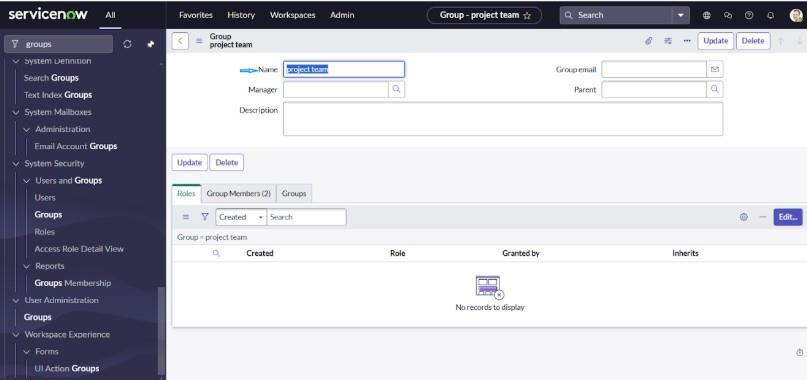 servicenow All Favorites History Workspaces Admin Group - project team Search
groups
System Definition
Search Groups
Text Index Groups
System Mailboxes
Administration
Email Account Groups
System Security
Users and Groups
Users
Groups
Roles
Access Role Detail View
Reports
Groups Membership
User Administration
Groups
Workspace Experience
Forms
UI Action Groups
Group
project team
Update Delete
Name project team Group email
Manager Parent
Description
Update Delete
Roles Group Members (2) Groups
Created Search Edit...
Group = project team
Created Role Granted by Inherits
No records to display